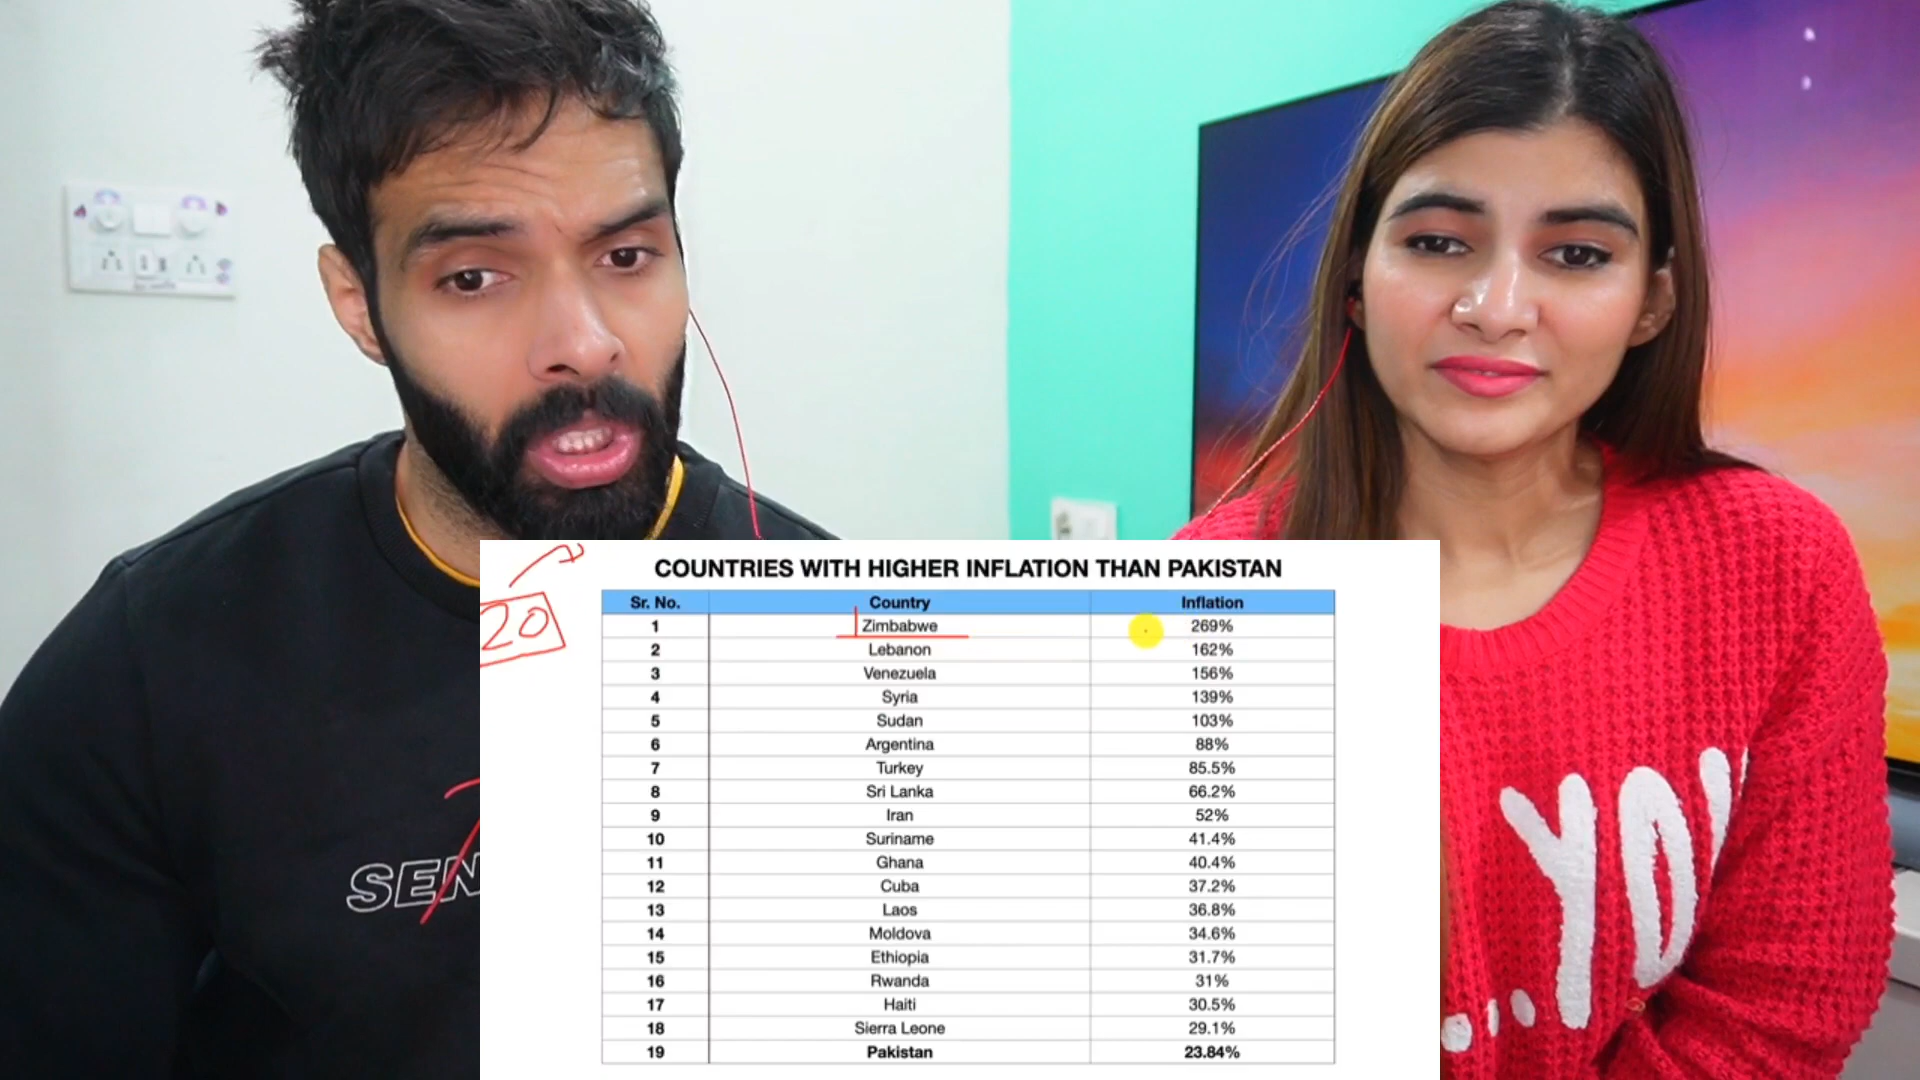 COUNTRIES WITH HIGHER INFLATION THAN PAKISTAN
Sr. No. Country Inflation
1 Zimbabwe 269%
2 Lebanon 162%
3 Venezuela 156%
4 Syria 139%
5 Sudan 103%
6 Argentina 88%
7 Turkey 85.5%
8 Sri Lanka 66.2%
9 Iran 52%
10 Suriname 41.4%
11 Ghana 40.4%
12 Cuba 37.2%
13 Laos 36.8%
14 Moldova 34.6%
15 Ethiopia 31.7%
16 Rwanda 31%
17 Haiti 30.5%
18 Sierra Leone 29.1%
19 Pakistan 23.84%
20
SEN
YO